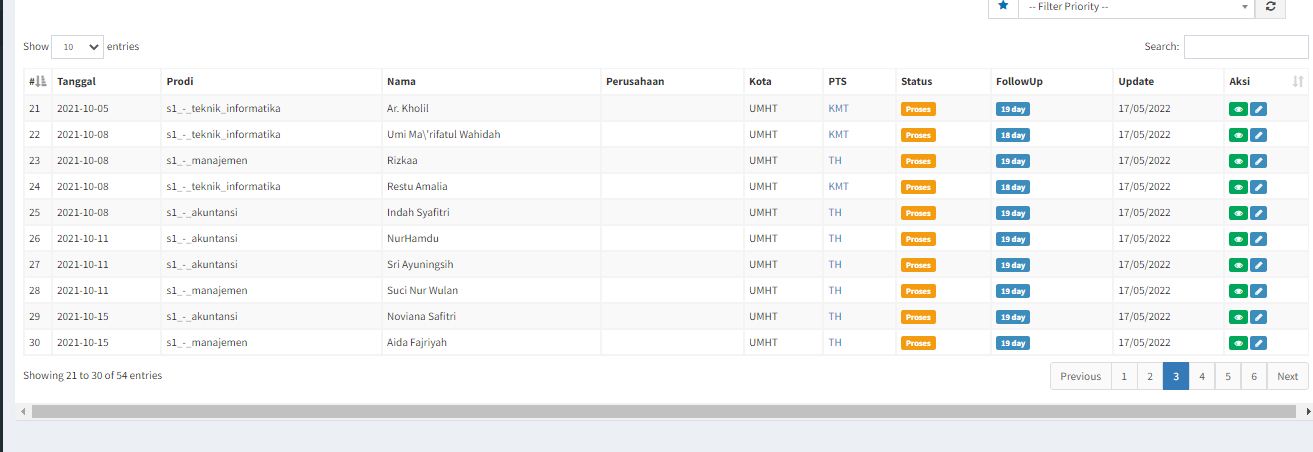 -- Filter Priority --
Show 10 entries Search:
# Tanggal Prodi Nama Perusahaan Kota PTS Status FollowUp Update Aksi
21 2021-10-05 s1_-_teknik_informatika Ar. Kholil UMHT KMT Proses 19 day 17/05/2022
22 2021-10-08 s1_-_teknik_informatika Umi Ma\'rifatul Wahidah UMHT KMT Proses 18 day 17/05/2022
23 2021-10-08 s1_-_manajemen Rizkaa UMHT TH Proses 19 day 17/05/2022
24 2021-10-08 s1_-_teknik_informatika Restu Amalia UMHT KMT Proses 18 day 17/05/2022
25 2021-10-08 s1_-_akuntansi Indah Syafitri UMHT TH Proses 19 day 17/05/2022
26 2021-10-11 s1_-_akuntansi NurHamdu UMHT TH Proses 19 day 17/05/2022
27 2021-10-11 s1_-_akuntansi Sri Ayuningsih UMHT TH Proses 19 day 17/05/2022
28 2021-10-11 s1_-_manajemen Suci Nur Wulan UMHT TH Proses 19 day 17/05/2022
29 2021-10-15 s1_-_akuntansi Noviana Safitri UMHT TH Proses 19 day 17/05/2022
30 2021-10-15 s1_-_manajemen Aida Fajriyah UMHT TH Proses 19 day 17/05/2022
Showing 21 to 30 of 54 entries Previous 1 2 3 4 5 6 Next